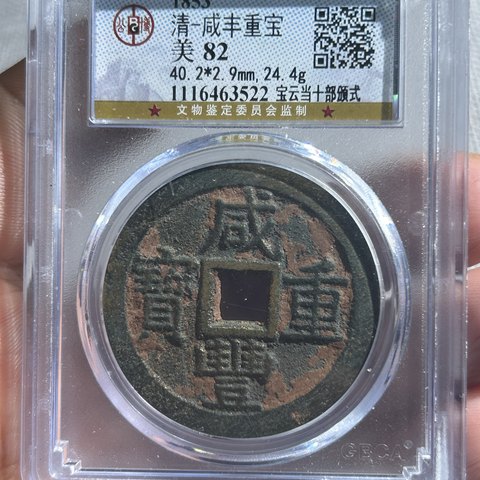 1853
清-咸丰重宝
美 82
40.2*2.9mm,24.4g
1116463522 宝云当十部颁式
★ 文物鉴定委员会监制 ★
咸
寶 重
豐
GBCA®